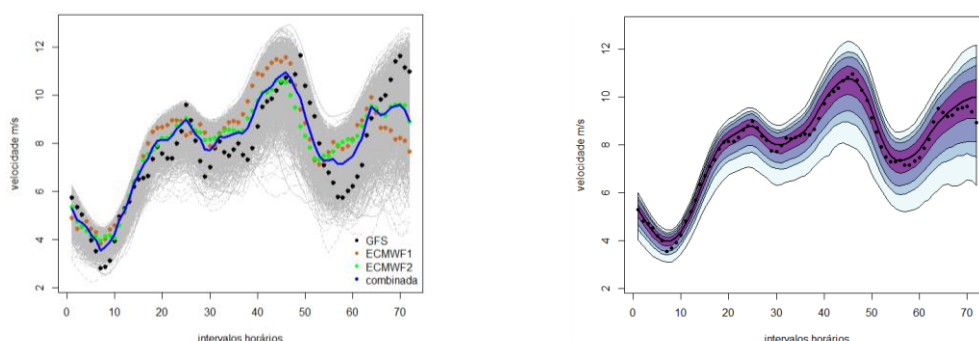 12
10
8
6
4
2
velocidade m/s
GFS
ECMWF1
ECMWF2
combinada
0 10 20 30 40 50 60 70
intervalos horários
12
10
8
6
4
2
velocidade m/s
0 10 20 30 40 50 60 70
intervalos horários